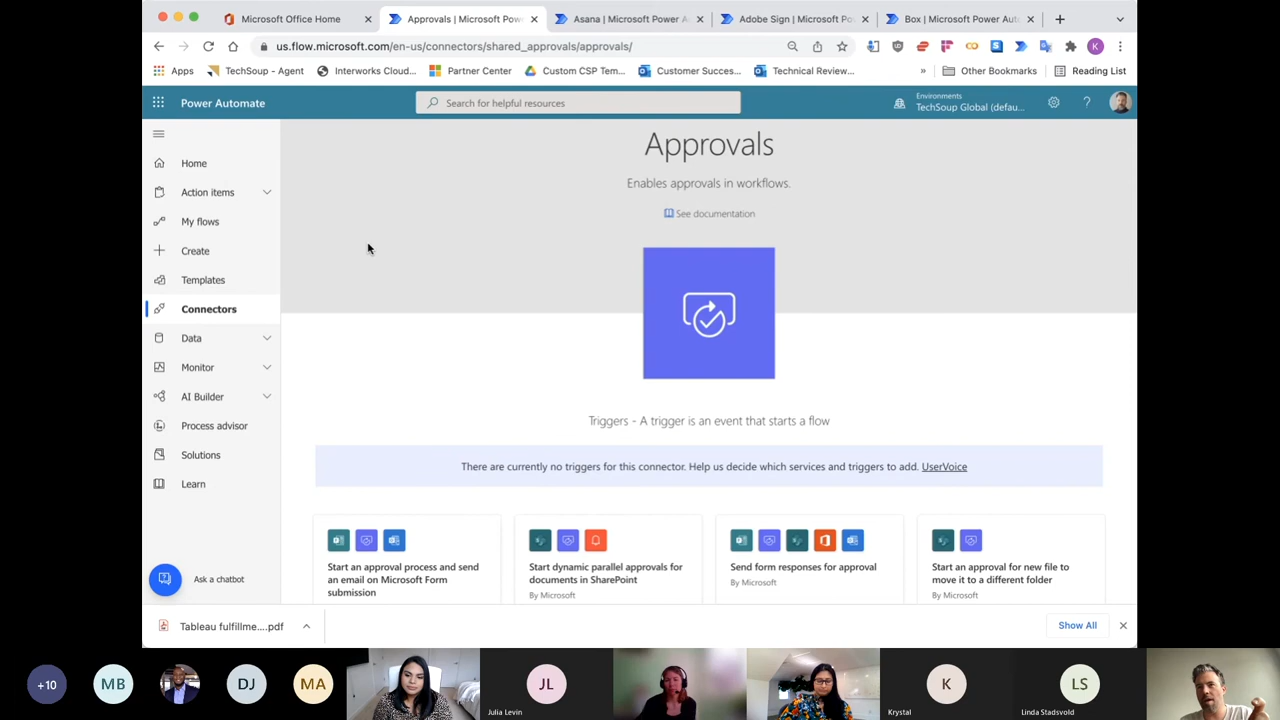 Microsoft Office Home
Approvals | Microsoft Pow
Asana | Microsoft Power A
Adobe Sign | Microsoft Po
Box | Microsoft Power Aut
us.flow.microsoft.com/en-us/connectors/shared_approvals/approvals/
K
Apps
TechSoup - Agent
Interworks Cloud...
Partner Center
Custom CSP Tem...
Customer Succes...
Technical Review...
»
Other Bookmarks
Reading List
Power Automate
Search for helpful resources
Environments
TechSoup Global (defau...
?
Home
Action items
My flows
Create
Templates
Connectors
Data
Monitor
AI Builder
Process advisor
Solutions
Learn
Ask a chatbot
Approvals
Enables approvals in workflows.
See documentation
Triggers - A trigger is an event that starts a flow
There are currently no triggers for this connector. Help us decide which services and triggers to add. UserVoice
Start an approval process and send
an email on Microsoft Form
submission
Start dynamic parallel approvals for
documents in SharePoint
By Microsoft
Send form responses for approval
By Microsoft
Start an approval for new file to
move it to a different folder
By Microsoft
Tableau fulfillme....pdf
Show All
+10
MB
DJ
MA
JL
Julia Levin
K
Krystal
LS
Linda Stadsvold